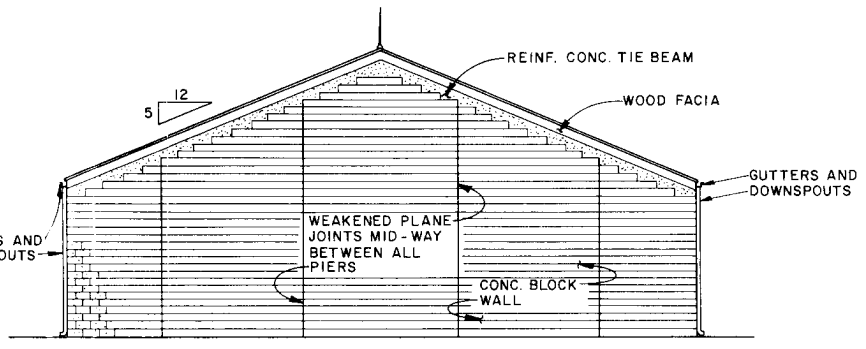 REINF. CONC. TIE BEAM
12
5
WOOD FACIA
GUTTERS AND
DOWNSPOUTS
WEAKENED PLANE
JOINTS MID-WAY
BETWEEN ALL
PIERS
AND
CONC. BLOCK
WALL